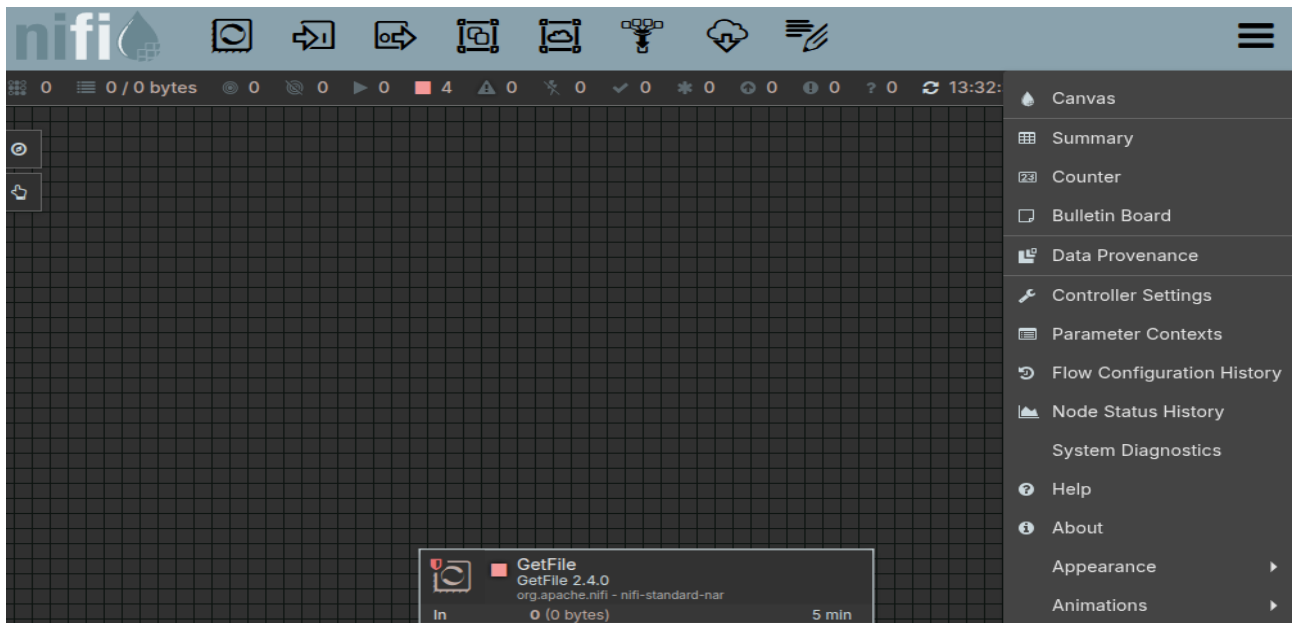 nifi
0 0 / 0 bytes 0 0 0 4 0 0 0 0 0 0 ? 0 13:32:
Canvas
Summary
23 Counter
Bulletin Board
Data Provenance
Controller Settings
Parameter Contexts
Flow Configuration History
Node Status History
System Diagnostics
Help
About
Appearance
Animations
GetFile
GetFile 2.4.0
org.apache.nifi - nifi-standard-nar
In 0 (0 bytes) 5 min